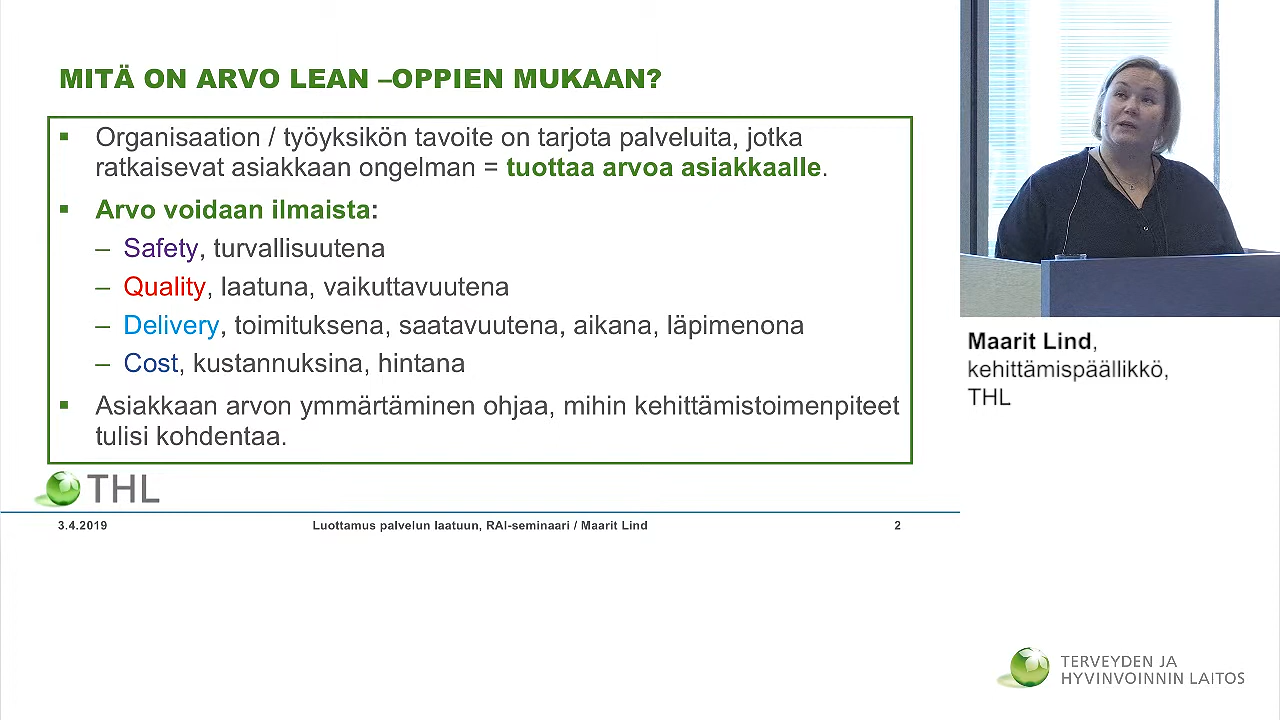 MITÄ ON ARVO LEAN –OPPIEN MUKAAN?
▪ Organisaation / yksikön tavoite on tarjota palveluita, jotka
ratkaisevat asiakkaan ongelman = tuottaa arvoa asiakkaalle.
▪ Arvo voidaan ilmaista:
– Safety, turvallisuutena
– Quality, laatuna, vaikuttavuutena
– Delivery, toimituksena, saatavuutena, aikana, läpimenona
– Cost, kustannuksina, hintana
▪ Asiakkaan arvon ymmärtäminen ohjaa, mihin kehittämistoimenpiteet
tulisi kohdentaa.
THL
3.4.2019 Luottamus palvelun laatuun, RAI-seminaari / Maarit Lind 2
Maarit Lind,
kehittämispäällikkö,
THL
TERVEYDEN JA
HYVINVOINNIN LAITOS